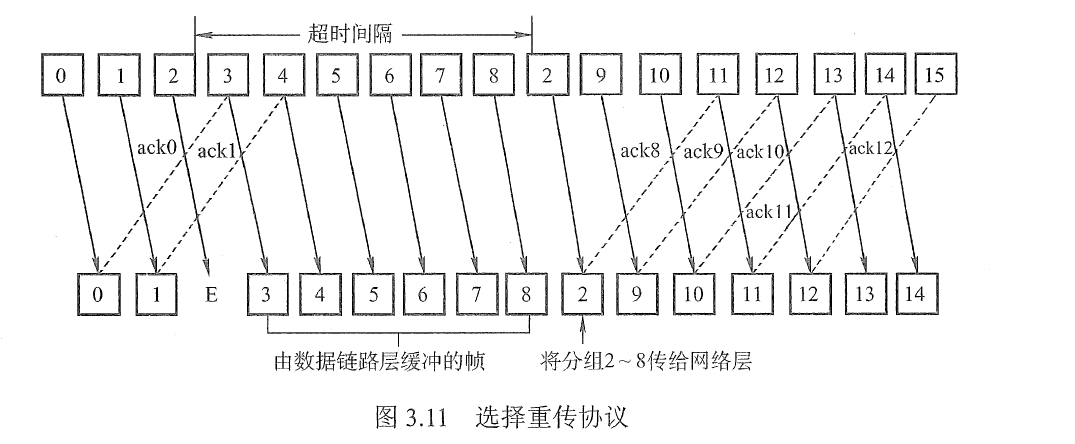 超时间隔
0 1 2 3 4 5 6 7 8 2 9 10 11 12 13 14 15
ack0 ack1 ack8 ack9 ack10 ack12
ack11
0 1 E 3 4 5 6 7 8 2 9 10 11 12 13 14
由数据链路层缓冲的帧 将分组2~8传给网络层
图 3.11 选择重传协议